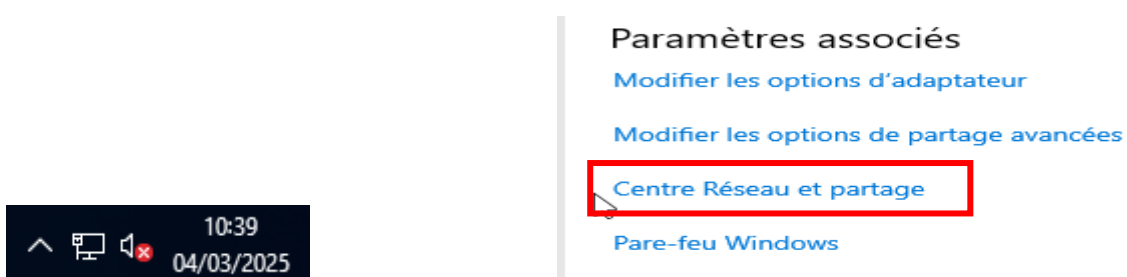 10:39
04/03/2025
Paramètres associés
Modifier les options d’adaptateur
Modifier les options de partage avancées
Centre Réseau et partage
Pare-feu Windows